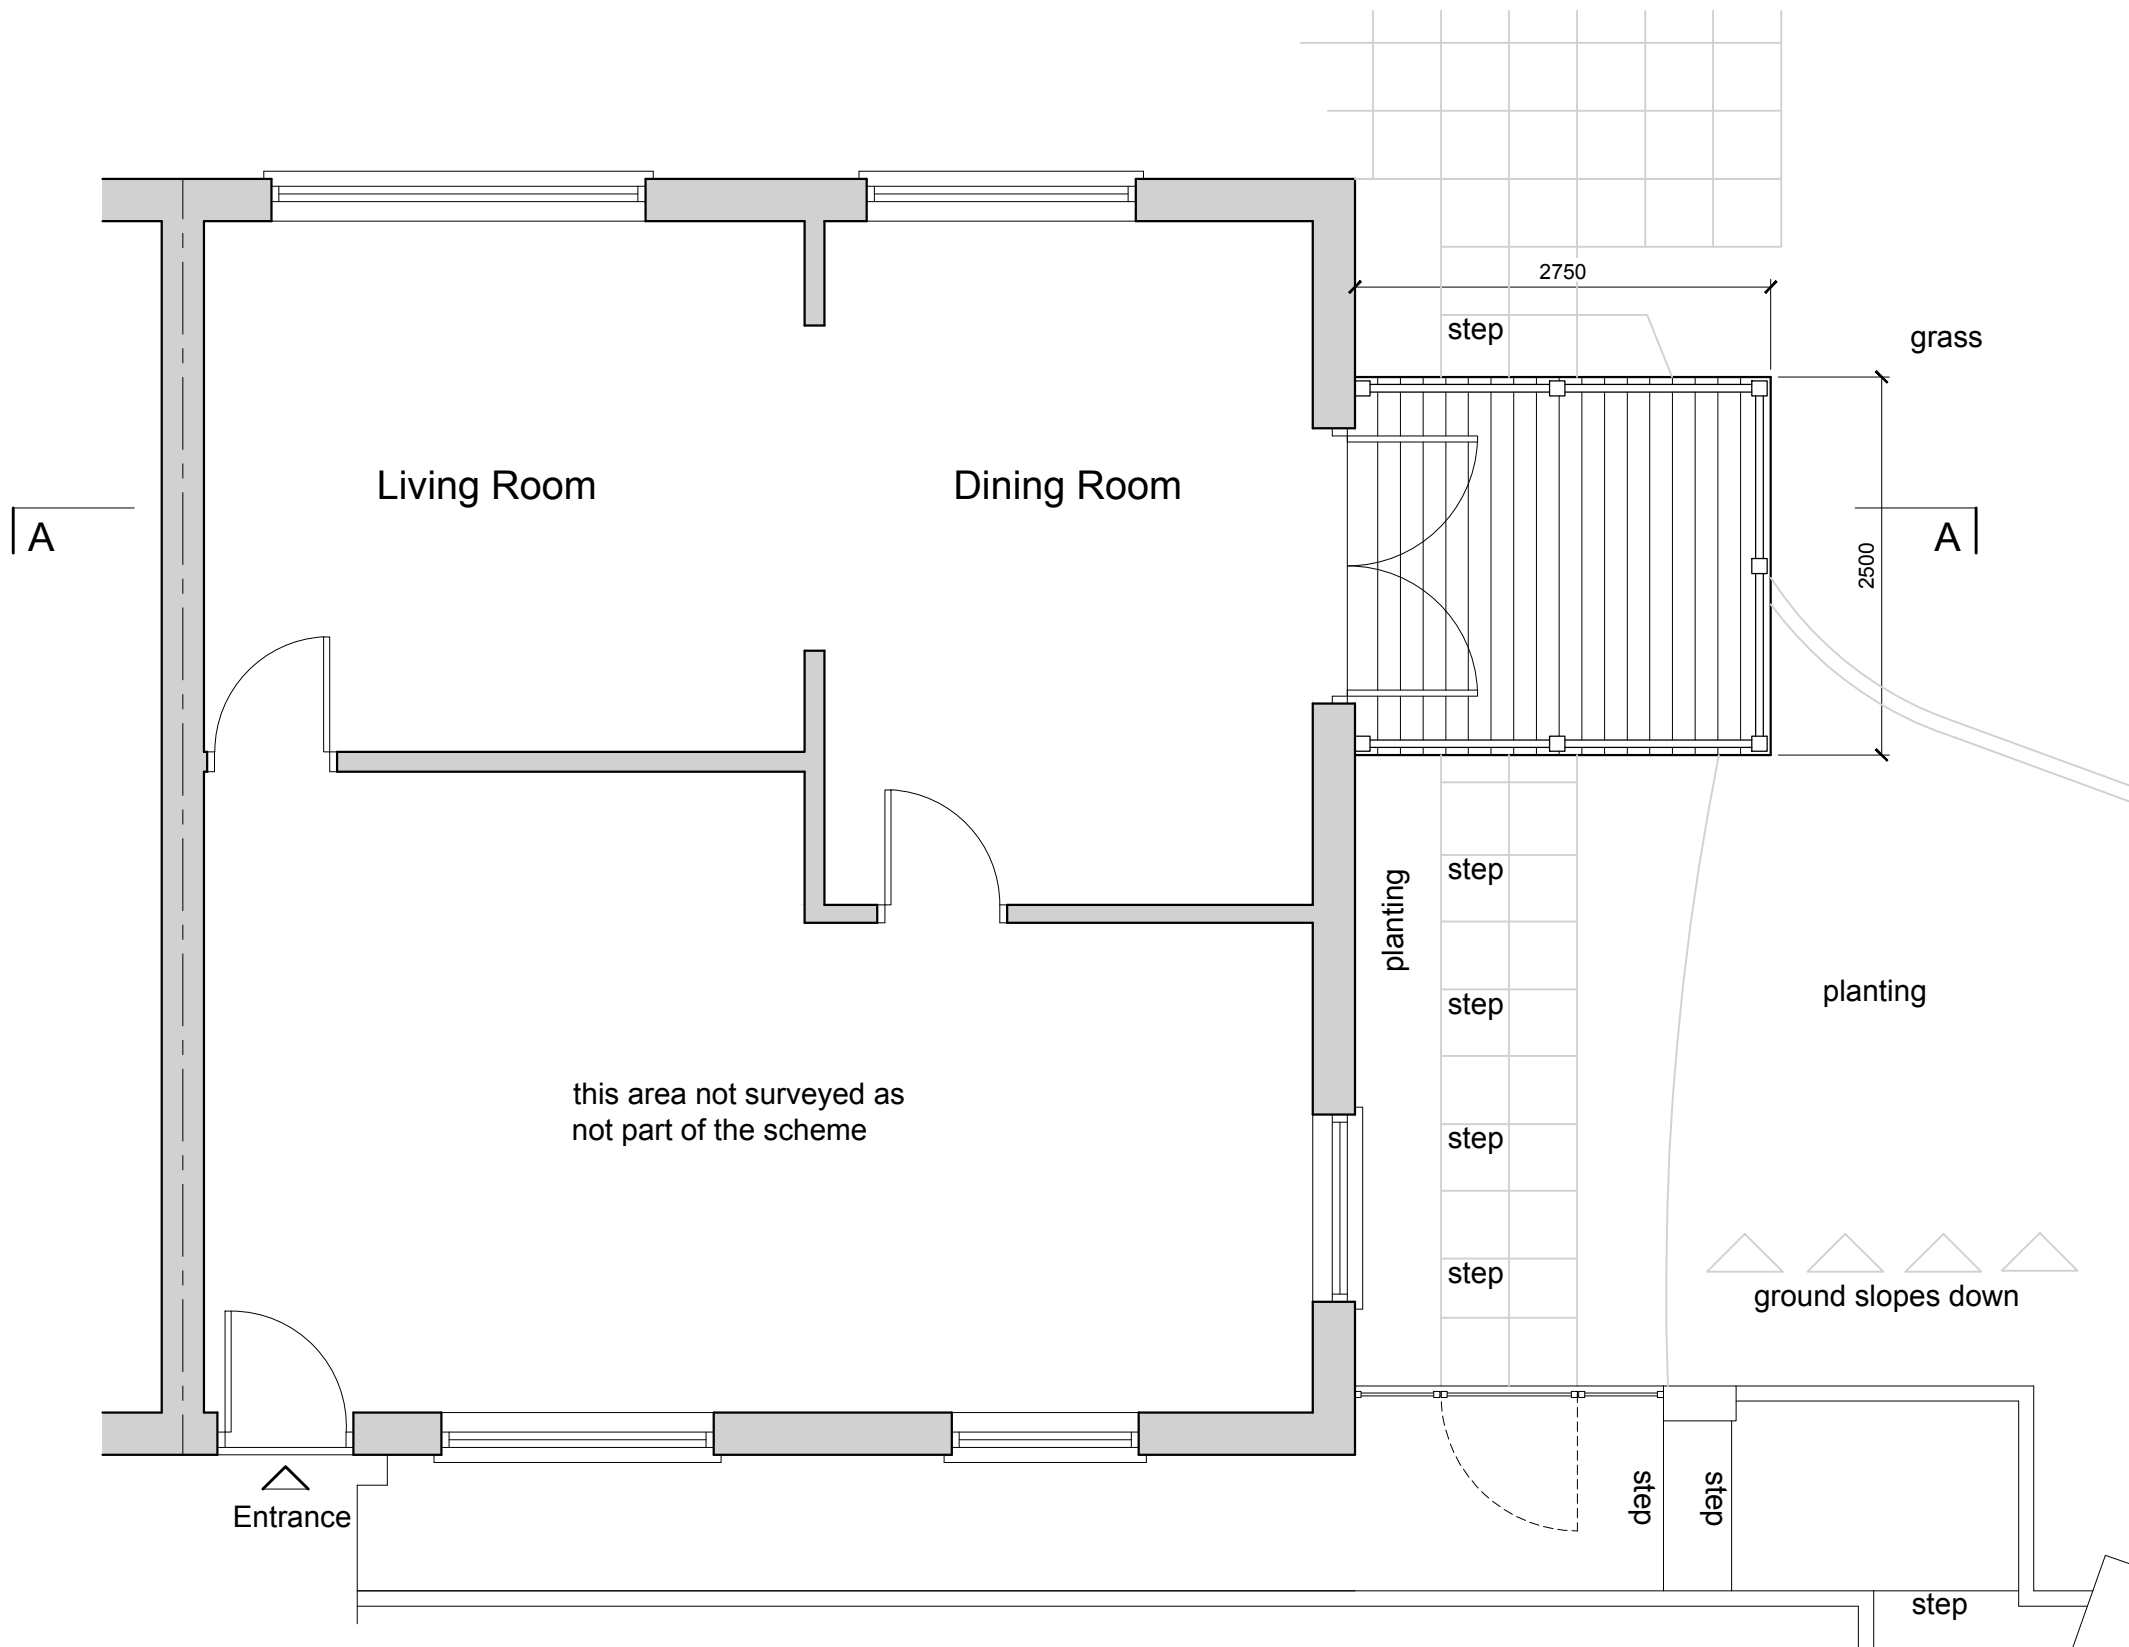 2750
step
grass
Living Room
Dining Room
A
A
2500
step
planting
step
planting
this area not surveyed as
not part of the scheme
step
step
ground slopes down
step
step
Entrance
step